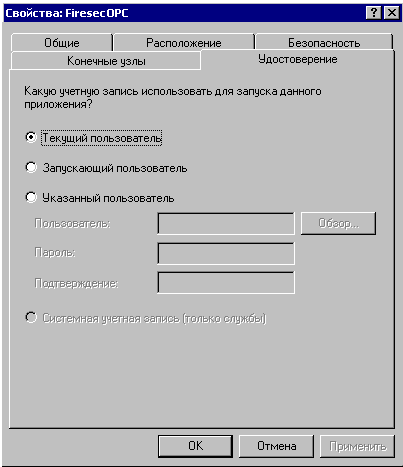 Свойства: FiresecOPC
Общие Расположение Безопасность
Конечные узлы Удостоверение
Какую учетную запись использовать для запуска данного
приложения?
Текущий пользователь
Запускающий пользователь
Указанный пользователь
Пользователь: Обзор...
Пароль:
Подтверждение:
Системная учетная запись (только службы)
OK Отмена Применить